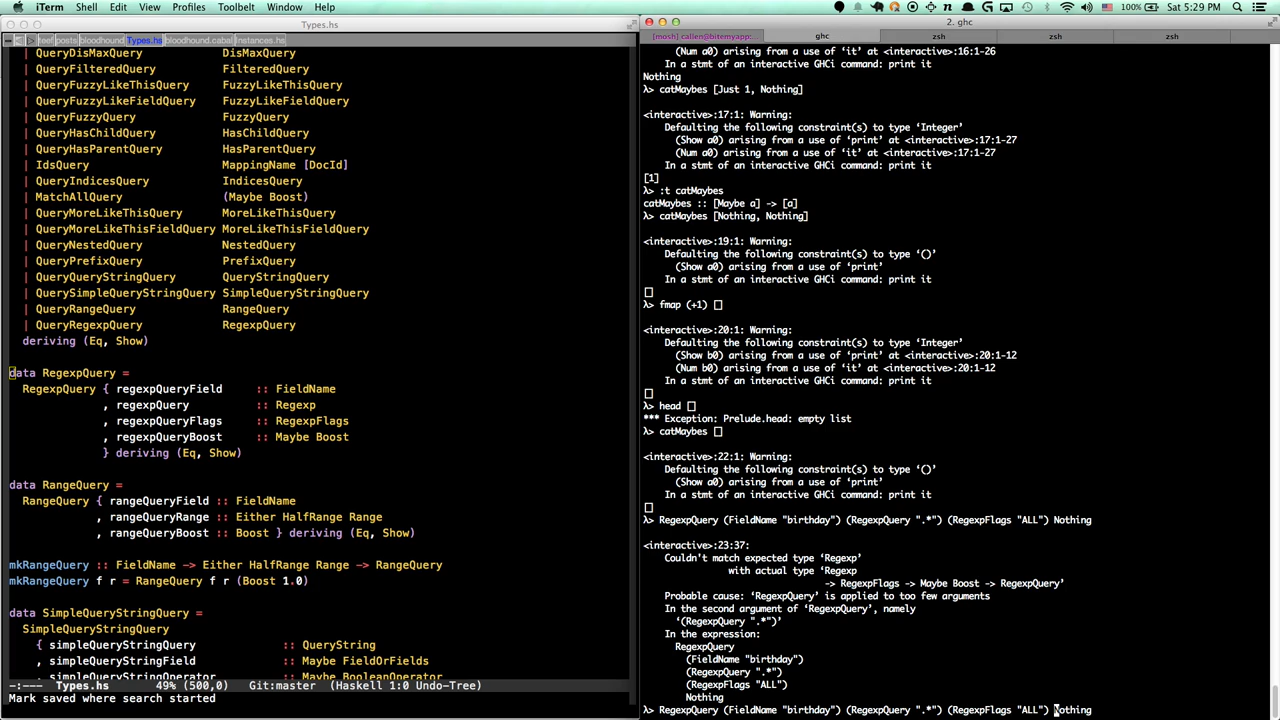 iTerm Shell Edit View Profiles Toolbelt Window Help
100% Sat 5:29 PM
Types.hs
posts bloodhound Types.hs bloodhound.cabal Instances.hs
| QueryDisMaxQuery DisMaxQuery
| QueryFilteredQuery FilteredQuery
| QueryFuzzyLikeThisQuery FuzzyLikeThisQuery
| QueryFuzzyLikeFieldQuery FuzzyLikeFieldQuery
| QueryFuzzyQuery FuzzyQuery
| QueryHasChildQuery HasChildQuery
| QueryHasParentQuery HasParentQuery
| IdsQuery MappingName [DocId]
| QueryIndicesQuery IndicesQuery
| MatchAllQuery (Maybe Boost)
| QueryMoreLikeThisQuery MoreLikeThisQuery
| QueryMoreLikeThisFieldQuery MoreLikeThisFieldQuery
| QueryNestedQuery NestedQuery
| QueryPrefixQuery PrefixQuery
| QueryQueryStringQuery QueryStringQuery
| QuerySimpleQueryStringQuery SimpleQueryStringQuery
| QueryRangeQuery RangeQuery
| QueryRegexpQuery RegexpQuery
deriving (Eq, Show)
data RegexpQuery =
RegexpQuery { regexpQueryField :: FieldName
, regexpQuery :: Regexp
, regexpQueryFlags :: RegexpFlags
, regexpQueryBoost :: Maybe Boost
} deriving (Eq, Show)
data RangeQuery =
RangeQuery { rangeQueryField :: FieldName
, rangeQueryRange :: Either HalfRange Range
, rangeQueryBoost :: Boost } deriving (Eq, Show)
mkRangeQuery :: FieldName -> Either HalfRange Range -> RangeQuery
mkRangeQuery f r = RangeQuery f r (Boost 1.0)
data SimpleQueryStringQuery =
SimpleQueryStringQuery
{ simpleQueryStringQuery :: QueryString
, simpleQueryStringField :: Maybe FieldOrFields
, simpleQueryStringOperator :: Maybe BooleanOperator
-:--- Types.hs 49% (500,0) Git:master (Haskell 1:0 Undo-Tree)
Mark saved where search started
2. ghc
[mosh] callen@bitemyapp: ghc zsh zsh zsh
(Num a0) arising from a use of ‘it’ at <interactive>:16:1-26
In a stmt of an interactive GHCi command: print it
Nothing
λ> catMaybes [Just 1, Nothing]
<interactive>:17:1: Warning:
Defaulting the following constraint(s) to type ‘Integer’
(Show a0) arising from a use of ‘print’ at <interactive>:17:1-27
(Num a0) arising from a use of ‘it’ at <interactive>:17:1-27
In a stmt of an interactive GHCi command: print it
[1]
λ> :t catMaybes
catMaybes :: [Maybe a] -> [a]
λ> catMaybes [Nothing, Nothing]
<interactive>:19:1: Warning:
Defaulting the following constraint(s) to type ‘()’
(Show a0) arising from a use of ‘print’
In a stmt of an interactive GHCi command: print it
[]
λ> fmap (+1) []
<interactive>:20:1: Warning:
Defaulting the following constraint(s) to type ‘Integer’
(Show b0) arising from a use of ‘print’ at <interactive>:20:1-12
(Num b0) arising from a use of ‘it’ at <interactive>:20:1-12
In a stmt of an interactive GHCi command: print it
[]
λ> head []
*** Exception: Prelude.head: empty list
λ> catMaybes []
<interactive>:22:1: Warning:
Defaulting the following constraint(s) to type ‘()’
(Show a0) arising from a use of ‘print’
In a stmt of an interactive GHCi command: print it
[]
λ> RegexpQuery (FieldName "birthday") (RegexpQuery ".*") (RegexpFlags "ALL") Nothing
<interactive>:23:37:
Couldn't match expected type ‘Regexp’
with actual type ‘Regexp
-> RegexpFlags -> Maybe Boost -> RegexpQuery’
Probable cause: ‘RegexpQuery’ is applied to too few arguments
In the second argument of ‘RegexpQuery’, namely
‘(RegexpQuery ".*")’
In the expression:
RegexpQuery
(FieldName "birthday")
(RegexpQuery ".*")
(RegexpFlags "ALL")
Nothing
λ> RegexpQuery (FieldName "birthday") (RegexpQuery ".*") (RegexpFlags "ALL") Nothing